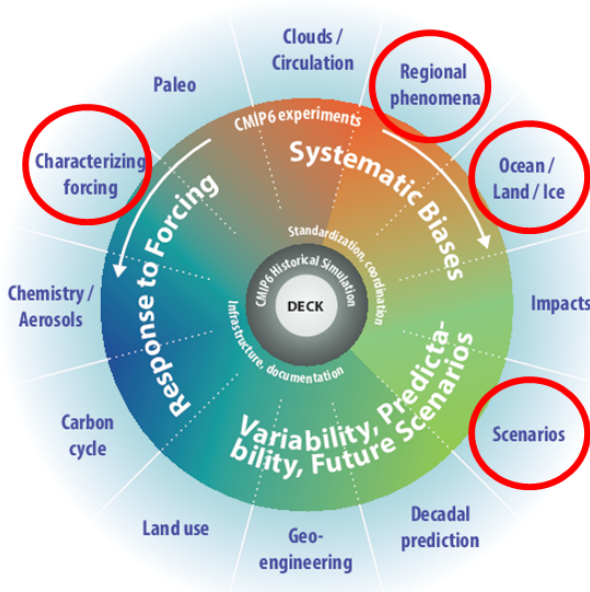 Clouds /
Circulation
Regional
phenomena
Ocean /
Land / Ice
Impacts
Scenarios
Decadal
prediction
Geo-
engineering
Land use
Carbon
cycle
Chemistry /
Aerosols
Characterizing
forcing
Paleo
CMIP6 experiments
Systematic Biases
Response to Forcing
Variability, Predicta-
bility, Future Scenarios
Standardization, coordination
Infrastructure, documentation
CMIP6 Historical Simulation
DECK